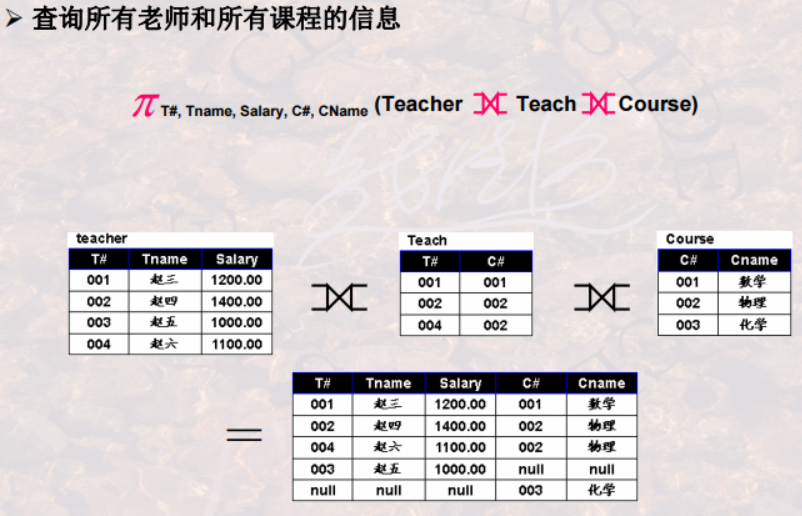 ➢ 查询所有老师和所有课程的信息
π T#, Tname, Salary, C#, CName (Teacher ⟗ Teach ⟗ Course)
teacher
T# Tname Salary
001 赵三 1200.00
002 赵四 1400.00
003 赵五 1000.00
004 赵六 1100.00
⟗
Teach
T# C#
001 001
002 002
004 002
⟗
Course
C# Cname
001 数学
002 物理
003 化学
=
T# Tname Salary C# Cname
001 赵三 1200.00 001 数学
002 赵四 1400.00 002 物理
004 赵六 1100.00 002 物理
003 赵五 1000.00 null null
null null null 003 化学